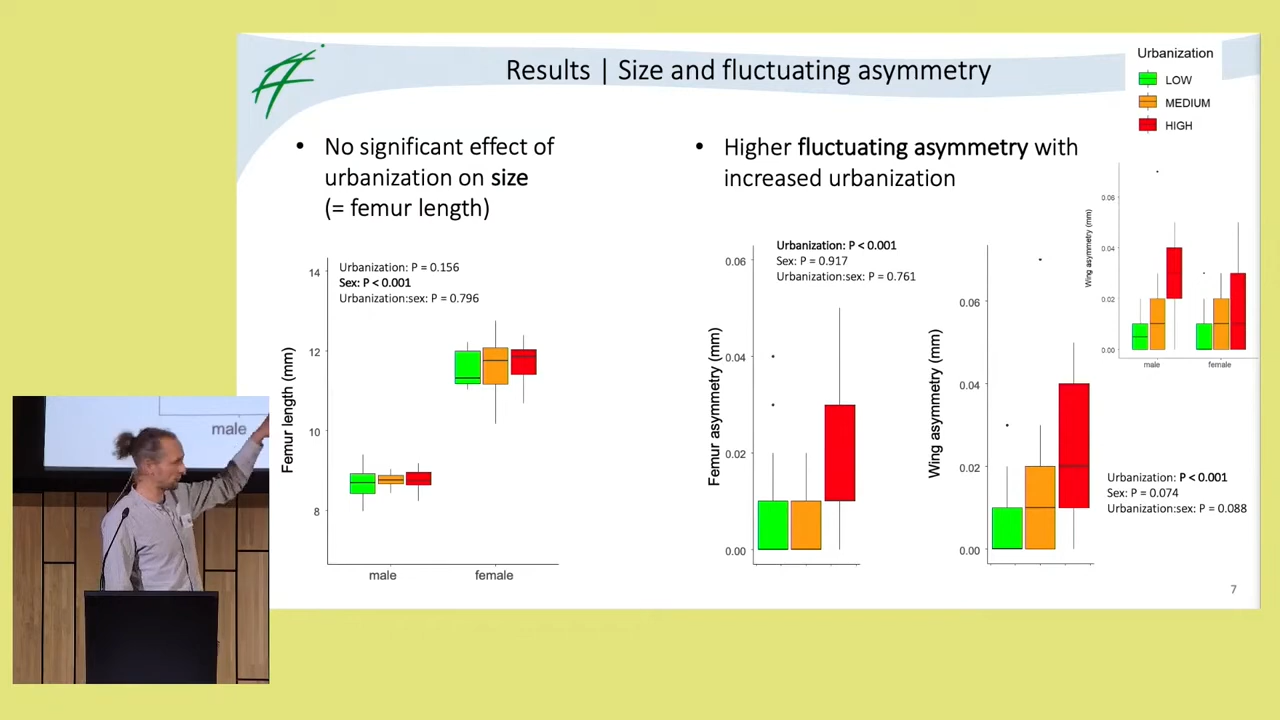 Results | Size and fluctuating asymmetry
Urbanization
LOW
MEDIUM
HIGH
• No significant effect of
urbanization on size
(= femur length)
• Higher fluctuating asymmetry with
increased urbanization
Urbanization: P = 0.156
Sex: P < 0.001
Urbanization:sex: P = 0.796
Femur length (mm)
14
12
10
8
male
female
Urbanization: P < 0.001
Sex: P = 0.917
Urbanization:sex: P = 0.761
Femur asymmetry (mm)
0.06
0.04
0.02
0.00
Wing asymmetry (mm)
0.06
0.04
0.02
0.00
Wing asymmetry (mm)
0.06
0.04
0.02
0.00
male
female
Urbanization: P < 0.001
Sex: P = 0.074
Urbanization:sex: P = 0.088
7
male